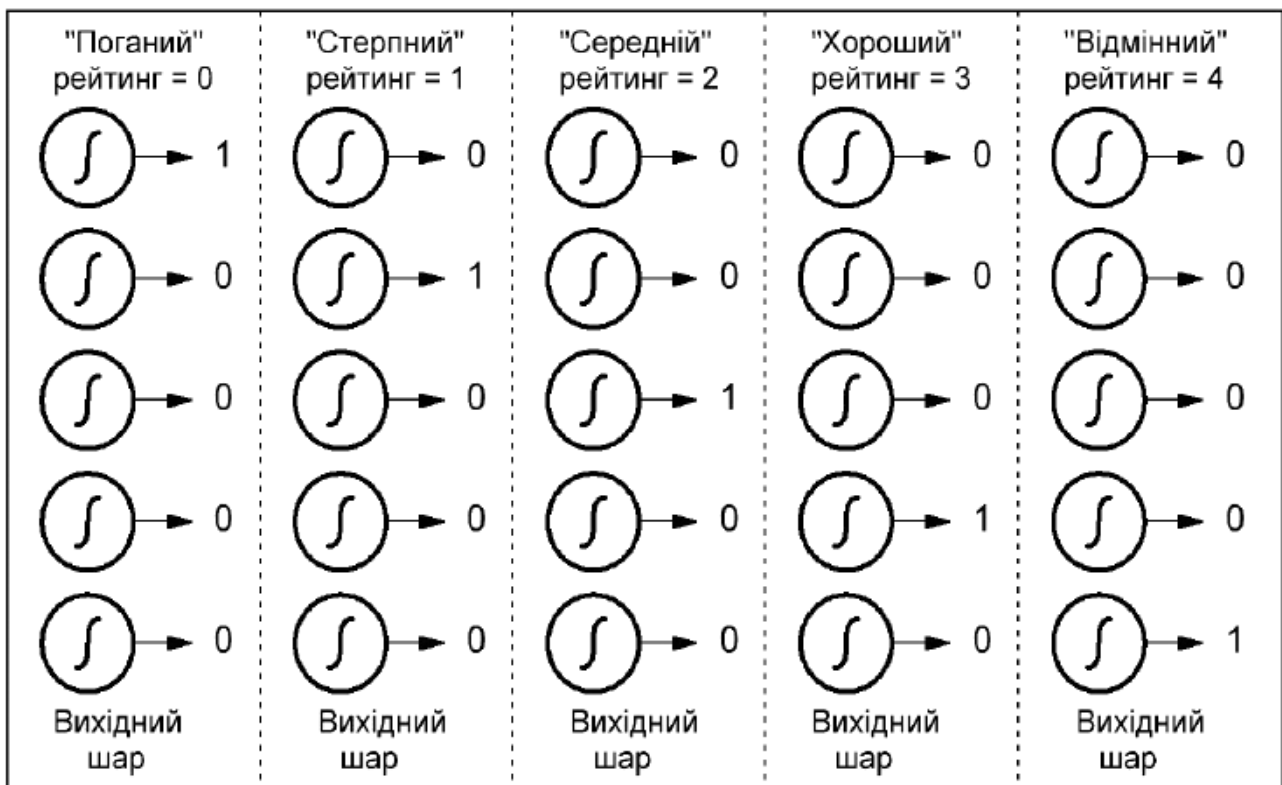 "Поганий"
рейтинг = 0
1
0
0
0
0
Вихідний
шар
"Стерпний"
рейтинг = 1
0
1
0
0
0
Вихідний
шар
"Середній"
рейтинг = 2
0
0
1
0
0
Вихідний
шар
"Хороший"
рейтинг = 3
0
0
0
1
0
Вихідний
шар
"Відмінний"
рейтинг = 4
0
0
0
0
1
Вихідний
шар